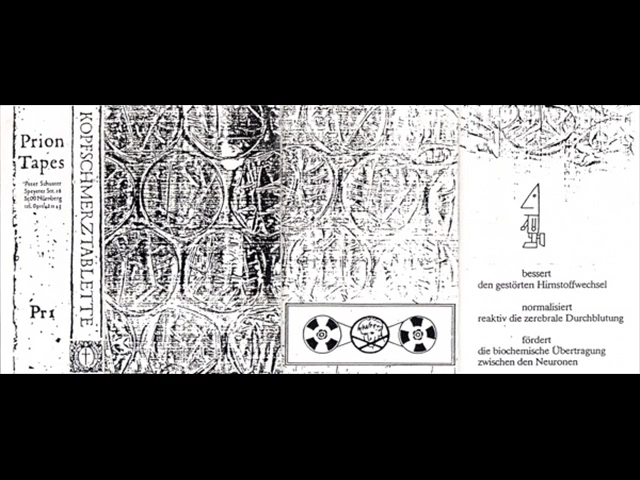 Prion
Tapes
Peter Schuster
Speyerer Str. 28
8500 Nürnberg
Pr1
KOPFSCHMERZTABLETTE
bessert
den gestörten Hirnstoffwechsel
normalisiert
reaktiv die zerebrale Durchblutung
fördert
die biochemische Übertragung
zwischen den Neuronen